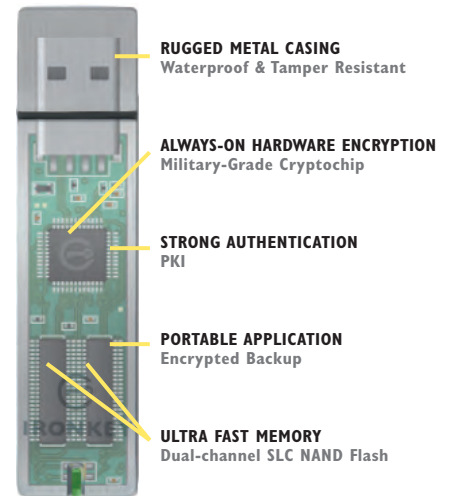 RUGGED METAL CASING
Waterproof & Tamper Resistant
ALWAYS-ON HARDWARE ENCRYPTION
Military-Grade Cryptochip
STRONG AUTHENTICATION
PKI
PORTABLE APPLICATION
Encrypted Backup
IRONKEY
ULTRA FAST MEMORY
Dual-channel SLC NAND Flash